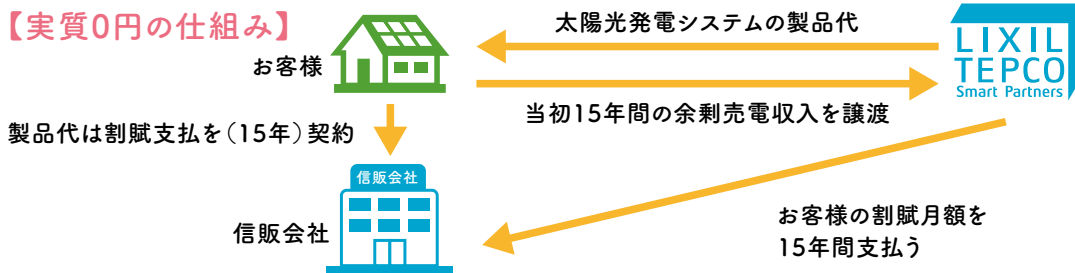 【実質0円の仕組み】
太陽光発電システムの製品代
お客様
LIXIL
TEPCO
Smart Partners
当初15年間の余剰売電収入を譲渡
製品代は割賦支払を（15年）契約
信販会社
信販会社
お客様の割賦月額を
15年間支払う